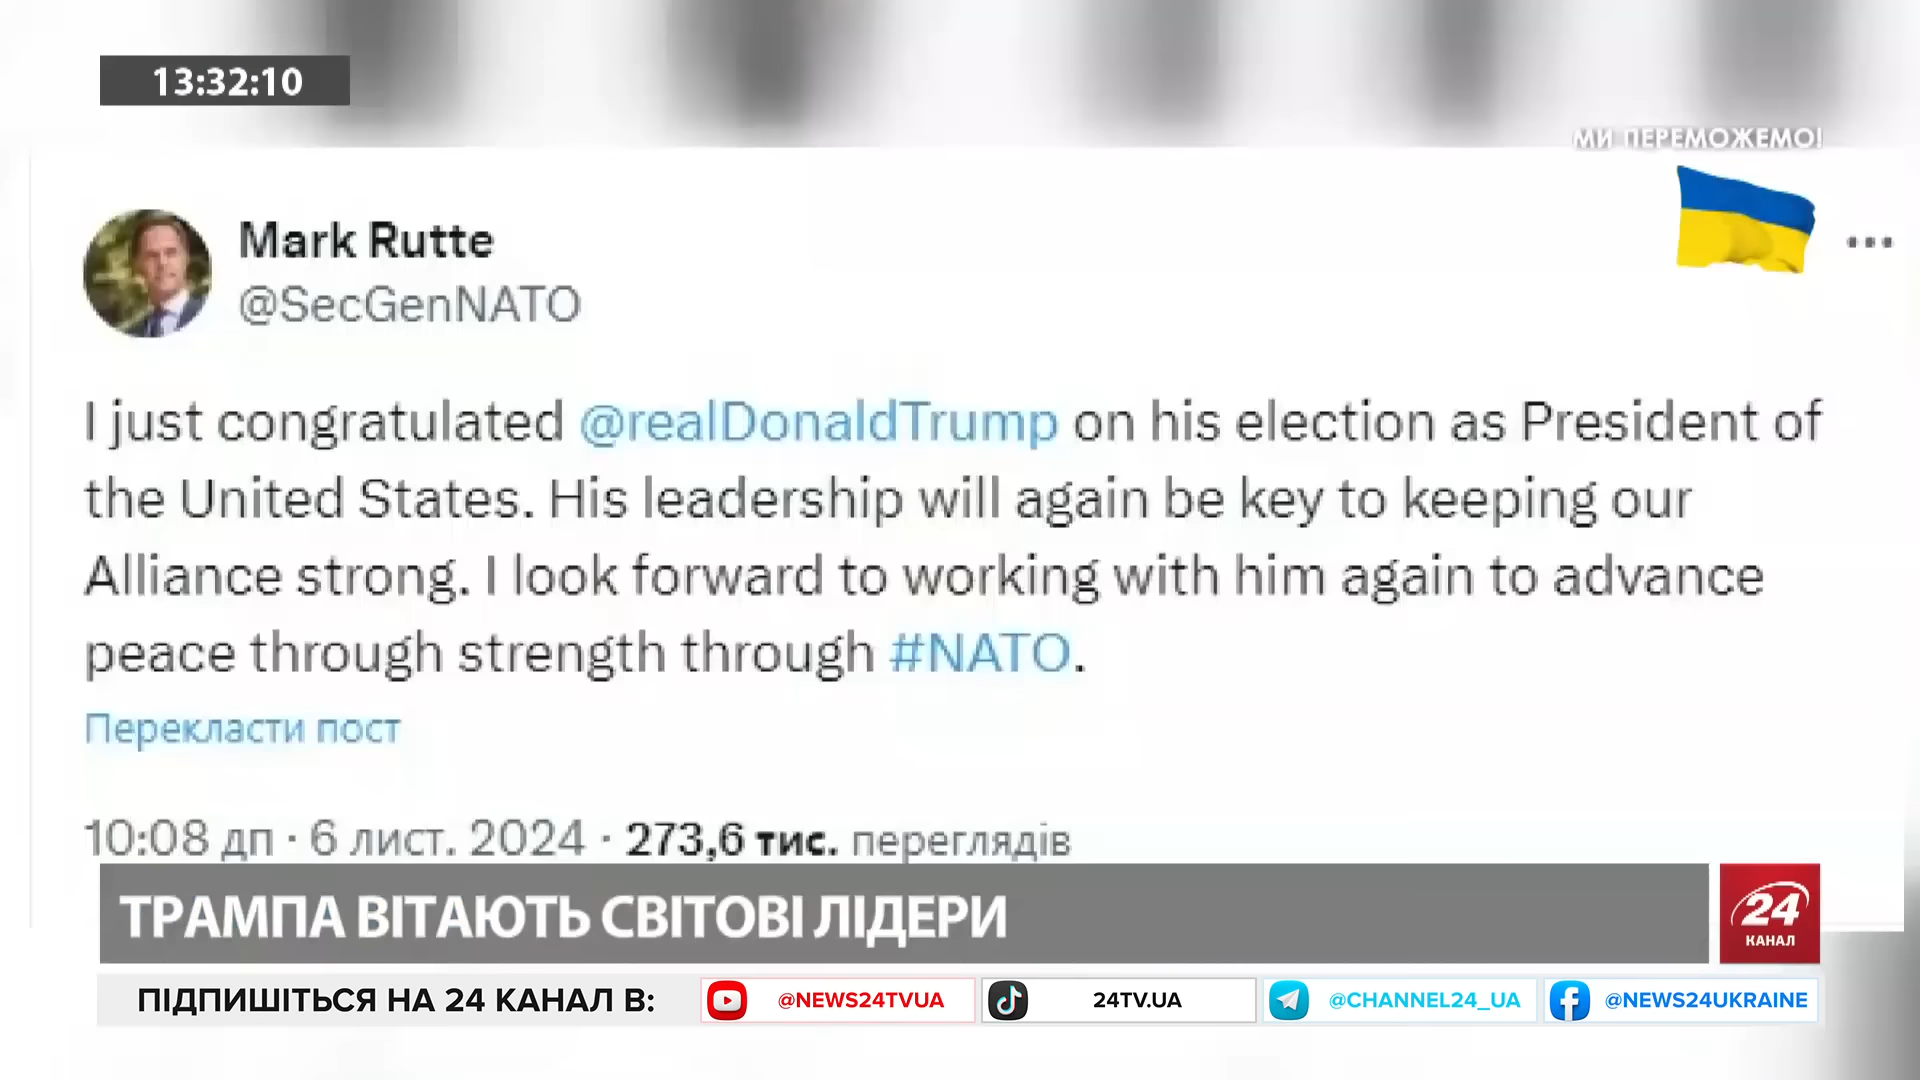 13:32:10
МИ ПЕРЕМОЖЕМО!
Mark Rutte
@SecGenNATO
I just congratulated @realDonaldTrump on his election as President of
the United States. His leadership will again be key to keeping our
Alliance strong. I look forward to working with him again to advance
peace through strength through #NATO.
Перекласти пост
10:08 дп · 6 лист. 2024 · 273,6 тис. переглядів
ТРАМПА ВІТАЮТЬ СВІТОВІ ЛІДЕРИ
24
КАНАЛ
ПІДПИШІТЬСЯ НА 24 КАНАЛ В: @NEWS24TVUA 24TV.UA @CHANNEL24_UA @NEWS24UKRAINE